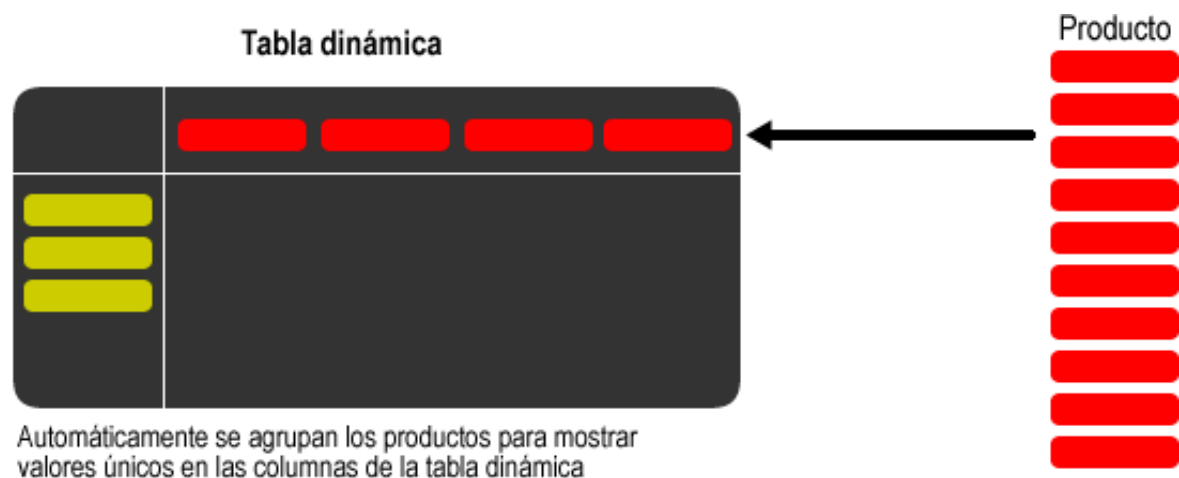 Producto
Tabla dinámica
Automáticamente se agrupan los productos para mostrar
valores únicos en las columnas de la tabla dinámica